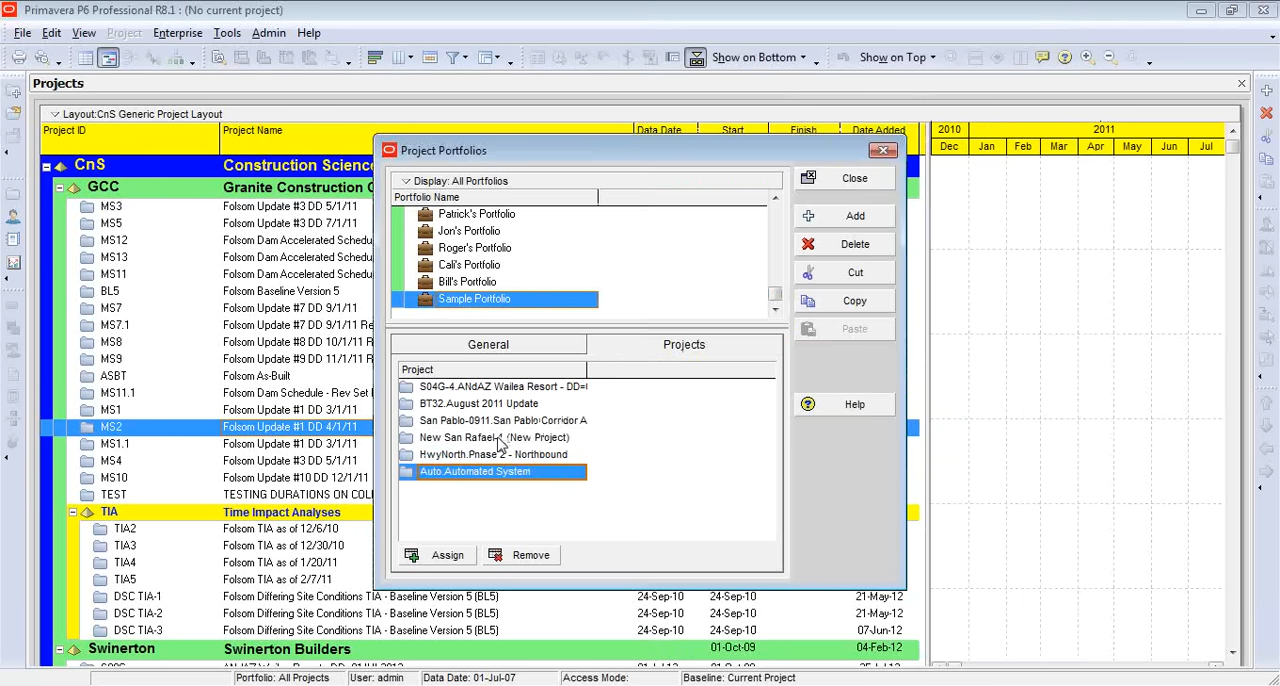 Primavera P6 Professional R8.1 : (No current project)
File Edit View Project Enterprise Tools Admin Help
Show on Bottom Show on Top
Projects
Layout:CnS Generic Project Layout
Project ID Project Name Data Date Start Finish Date Added 2010 2011
Dec Jan Feb Mar Apr May Jun Jul
CnS Construction Science
GCC Granite Construction C
MS3 Folsom Update #3 DD 5/1/11
MS5 Folsom Update #3 DD 7/1/11
MS12 Folsom Dam Accelerated Schedu
MS13 Folsom Dam Accelerated Schedu
MS11 Folsom Dam Accelerated Schedu
BL5 Folsom Baseline Version 5
MS7 Folsom Update #7 DD 9/1/11
MS7.1 Folsom Update #7 DD 9/1/11 Rev
MS8 Folsom Update #8 DD 10/1/11
MS9 Folsom Update #9 DD 11/1/11
ASBT Folsom As-Built
MS11.1 Folsom Dam Schedule - Rev Set
MS1 Folsom Update #1 DD 3/1/11
MS2 Folsom Update #1 DD 4/1/11
MS1.1 Folsom Update #1 DD 3/1/11
MS4 Folsom Update #3 DD 6/1/11
MS10 Folsom Update #10 DD 12/1/11
TEST TESTING DURATIONS ON COL
TIA Time Impact Analyses
TIA2 Folsom TIA as of 12/6/10
TIA3 Folsom TIA as of 12/30/10
TIA4 Folsom TIA as of 1/20/11
TIA5 Folsom TIA as of 2/7/11
DSC TIA-1 Folsom Differing Site Conditions TIA - Baseline Version 5 (BL5) 24-Sep-10 24-Sep-10 21-May-12
DSC TIA-2 Folsom Differing Site Conditions TIA - Baseline Version 5 (BL5) 24-Sep-10 24-Sep-10 21-May-12
DSC TIA-3 Folsom Differing Site Conditions TIA - Baseline Version 5 (BL5) 24-Sep-10 24-Sep-10 07-Jun-12
Swinerton Swinerton Builders 01-Oct-09 04-Feb-12
Project Portfolios
Display: All Portfolios
Portfolio Name
Patrick's Portfolio
Jon's Portfolio
Roger's Portfolio
Cali's Portfolio
Bill's Portfolio
Sample Portfolio
Close
Add
Delete
Cut
Copy
Paste
Help
General Projects
Project
S04G-4.ANdAZ Wailea Resort - DD=
BT32.August 2011 Update
San Pablo-0911.San Pablo Corridor A
New San Rafael (New Project)
HwyNorth.Phase 2 - Northbound
Auto.Automated System
Assign Remove
Portfolio: All Projects User: admin Data Date: 01-Jul-07 Access Mode: Baseline: Current Project